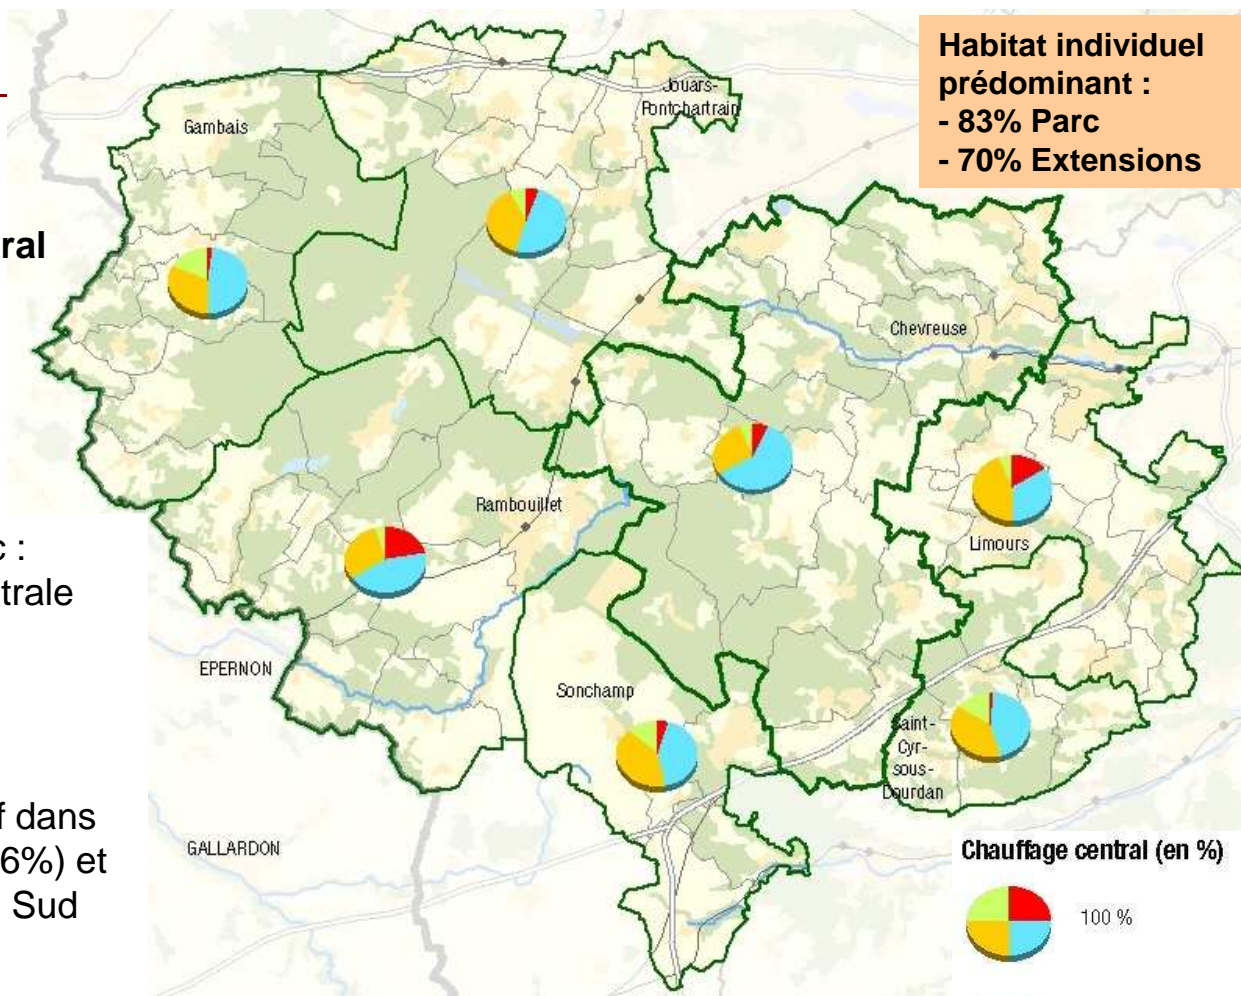 Habitat individuel
prédominant :
- 83% Parc
- 70% Extensions
Jouars-
Pontchartrain
Gambais
ral
Chevreuse
Rambouillet
Limours
c :
trale
EPERNON
Sonchamp
Saint-
Cyr-
sous-
Dourdan
f dans
6%) et
Sud
GALLARDON
Chauffage central (en %)
100 %